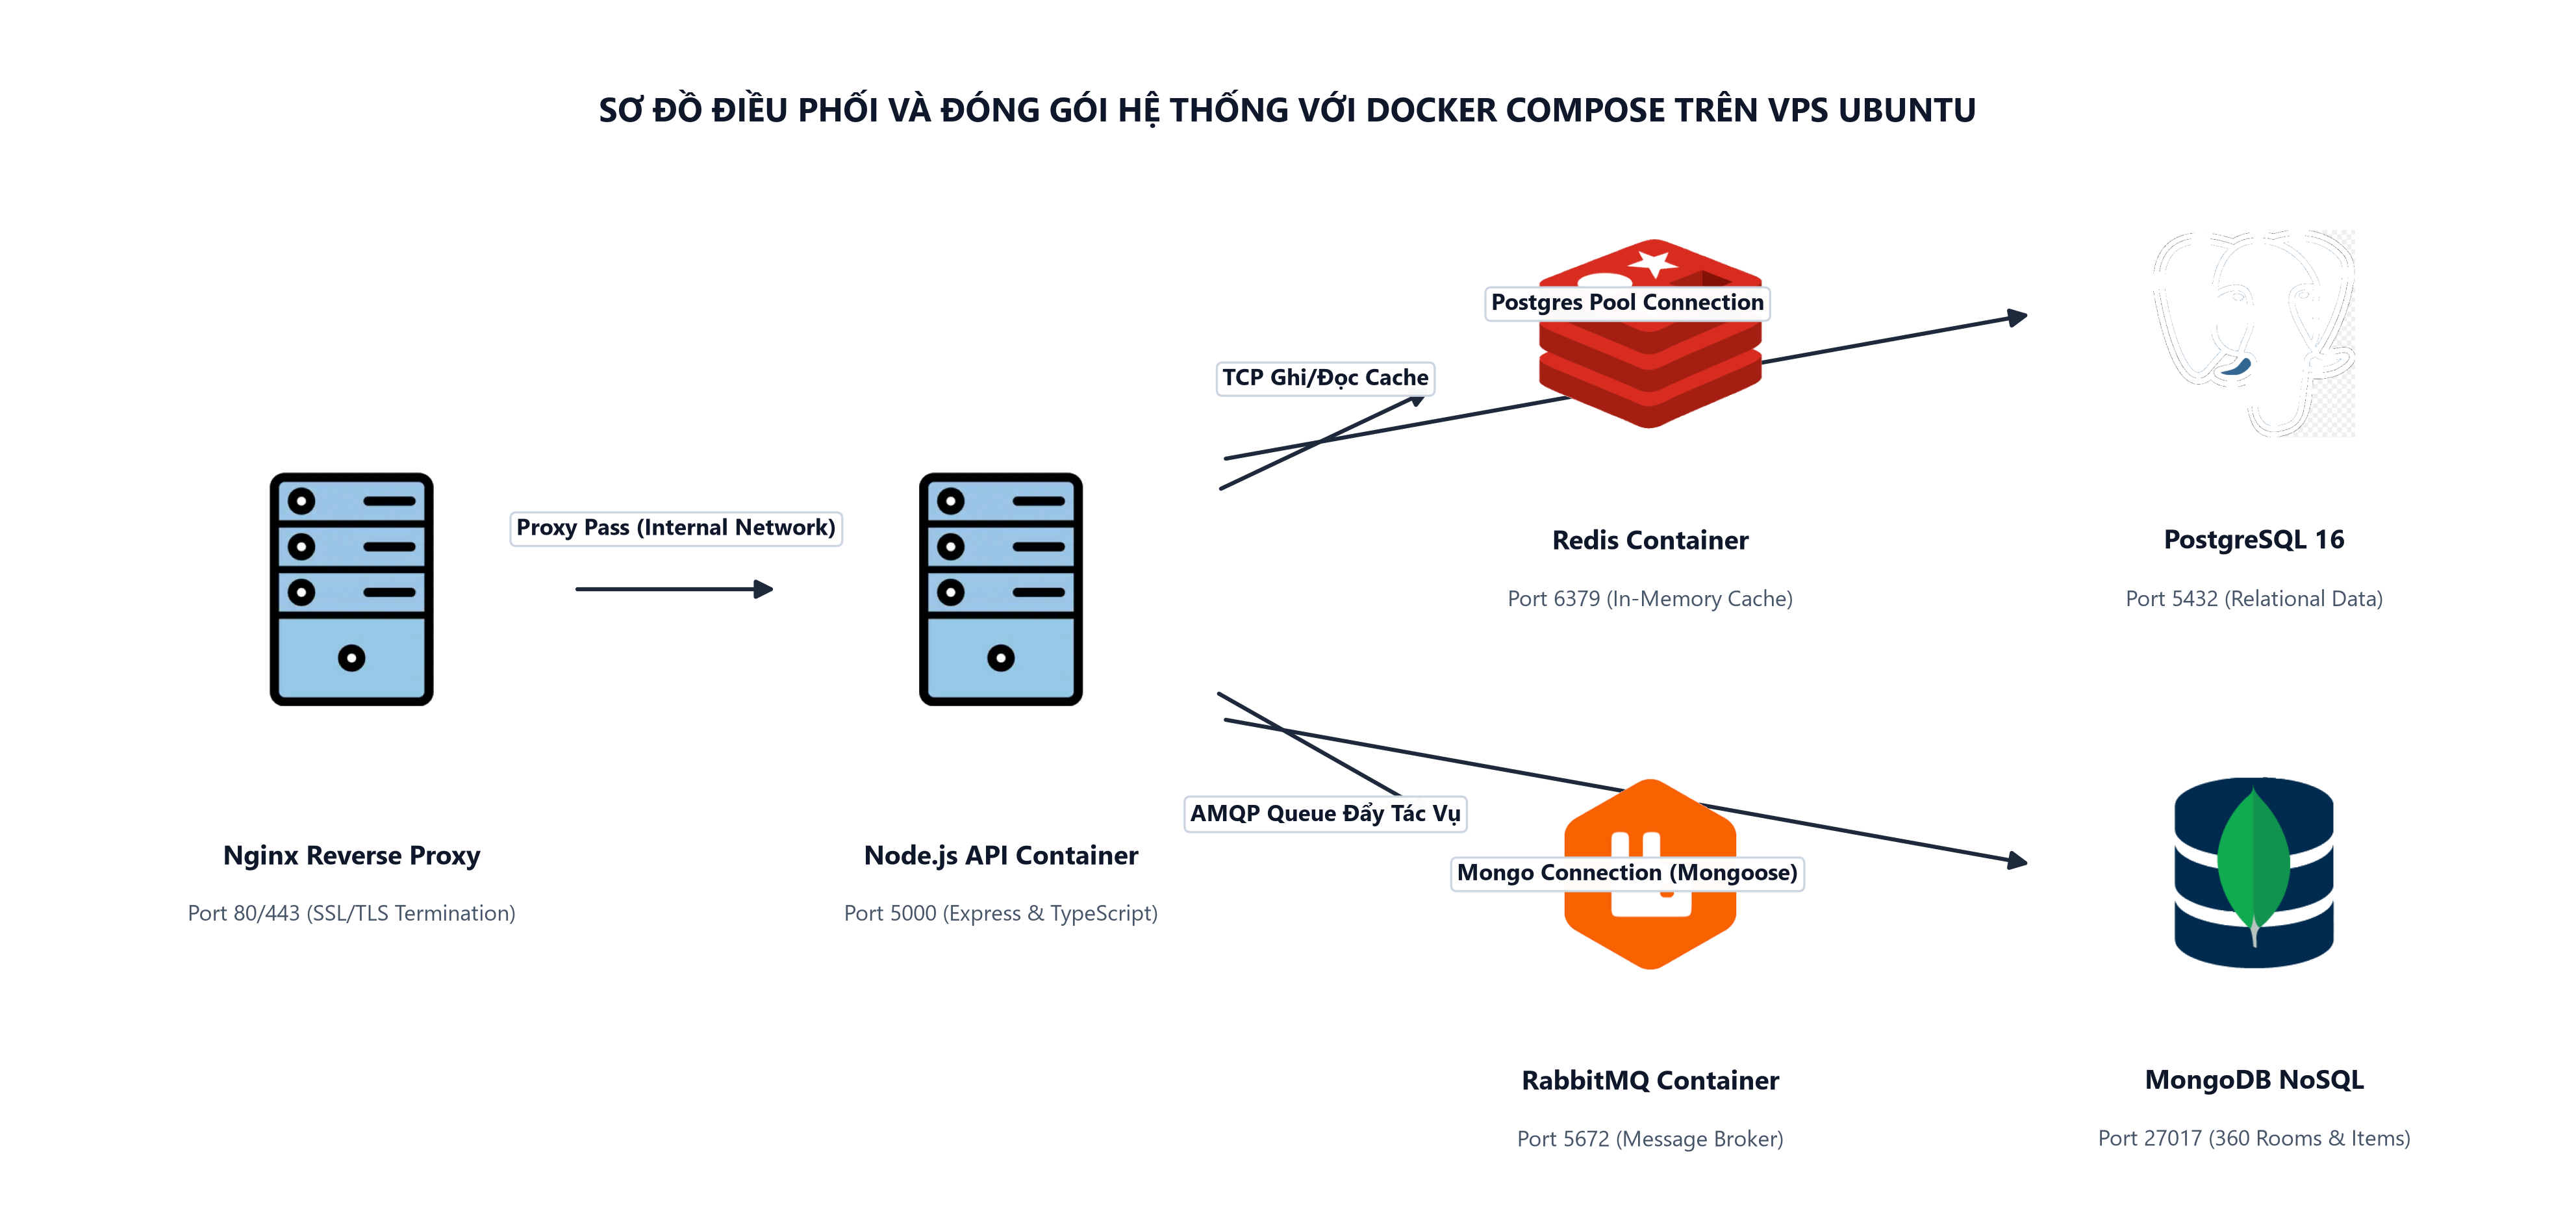 SƠ ĐỒ ĐIỀU PHỐI VÀ ĐÓNG GÓI HỆ THỐNG VỚI DOCKER COMPOSE TRÊN VPS UBUNTU
Postgres Pool Connection
TCP Ghi/Đọc Cache
Proxy Pass (Internal Network)
Redis Container
Port 6379 (In-Memory Cache)
PostgreSQL 16
Port 5432 (Relational Data)
AMQP Queue Đẩy Tác Vụ
Mongo Connection (Mongoose)
Nginx Reverse Proxy
Port 80/443 (SSL/TLS Termination)
Node.js API Container
Port 5000 (Express & TypeScript)
RabbitMQ Container
Port 5672 (Message Broker)
MongoDB NoSQL
Port 27017 (360 Rooms & Items)